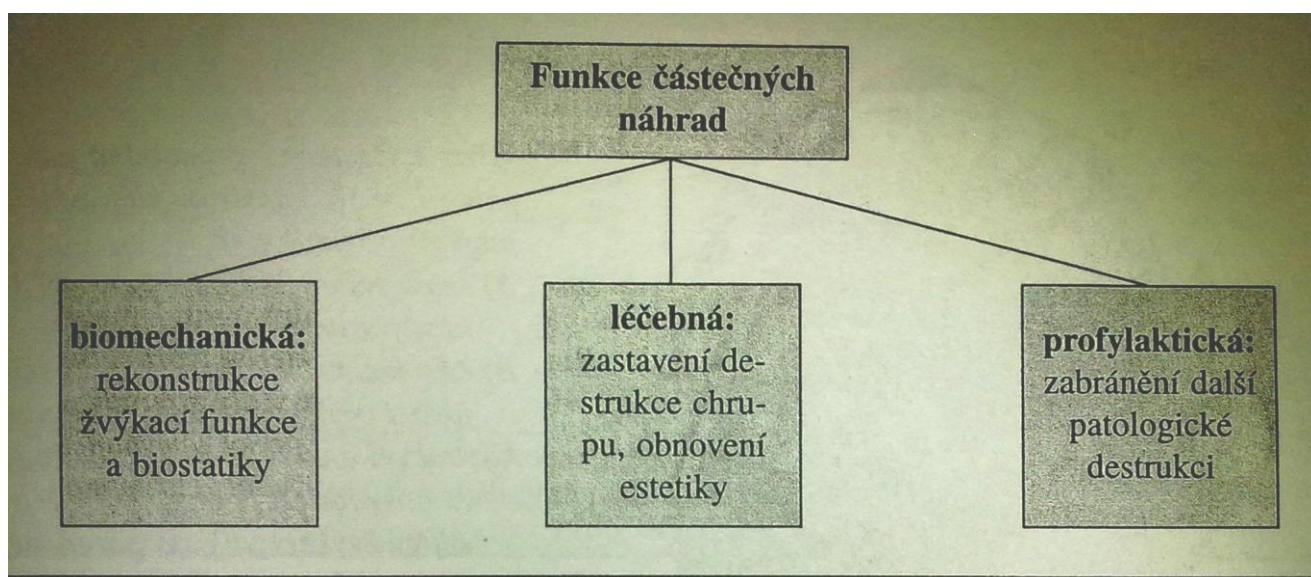 Funkce částečných
náhrad
biomechanická:
rekonstrukce
žvýkací funkce
a biostatiky
léčebná:
zastavení de-
strukce chru-
pu, obnovení
estetiky
profylaktická:
zabránění další
patologické
destrukci